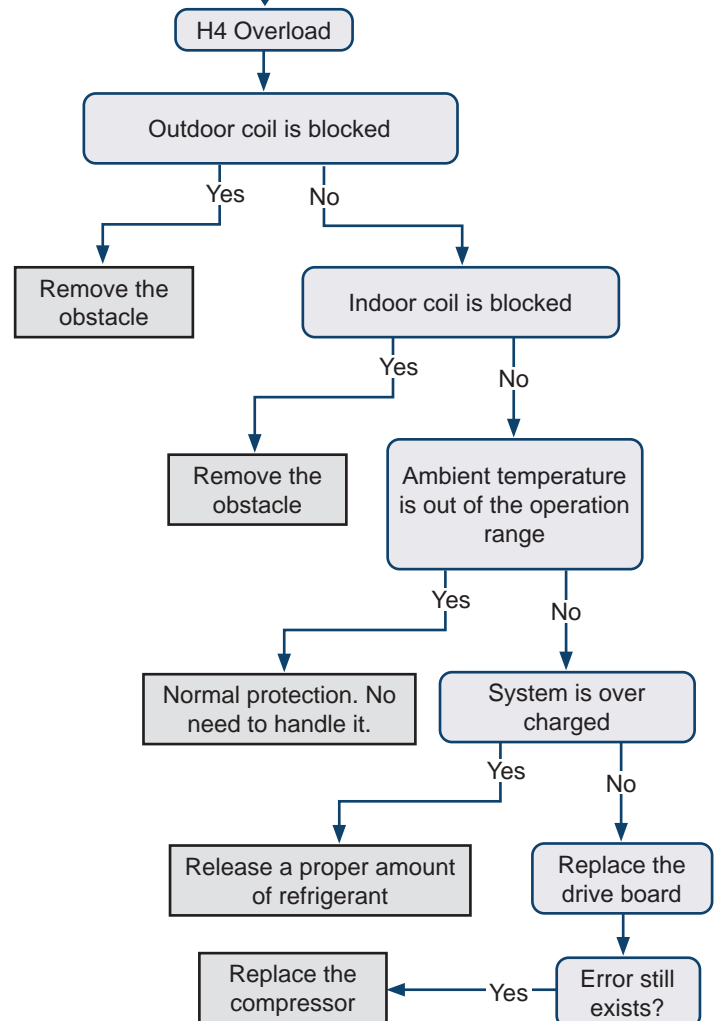 H4 Overload
Outdoor coil is blocked
Yes
No
Remove the
obstacle
Indoor coil is blocked
Yes
No
Remove the
obstacle
Ambient temperature
is out of the operation
range
Yes
No
Normal protection. No
need to handle it.
System is over
charged
Yes
No
Release a proper amount
of refrigerant
Replace the
drive board
Replace the
compressor
Yes
Error still
exists?